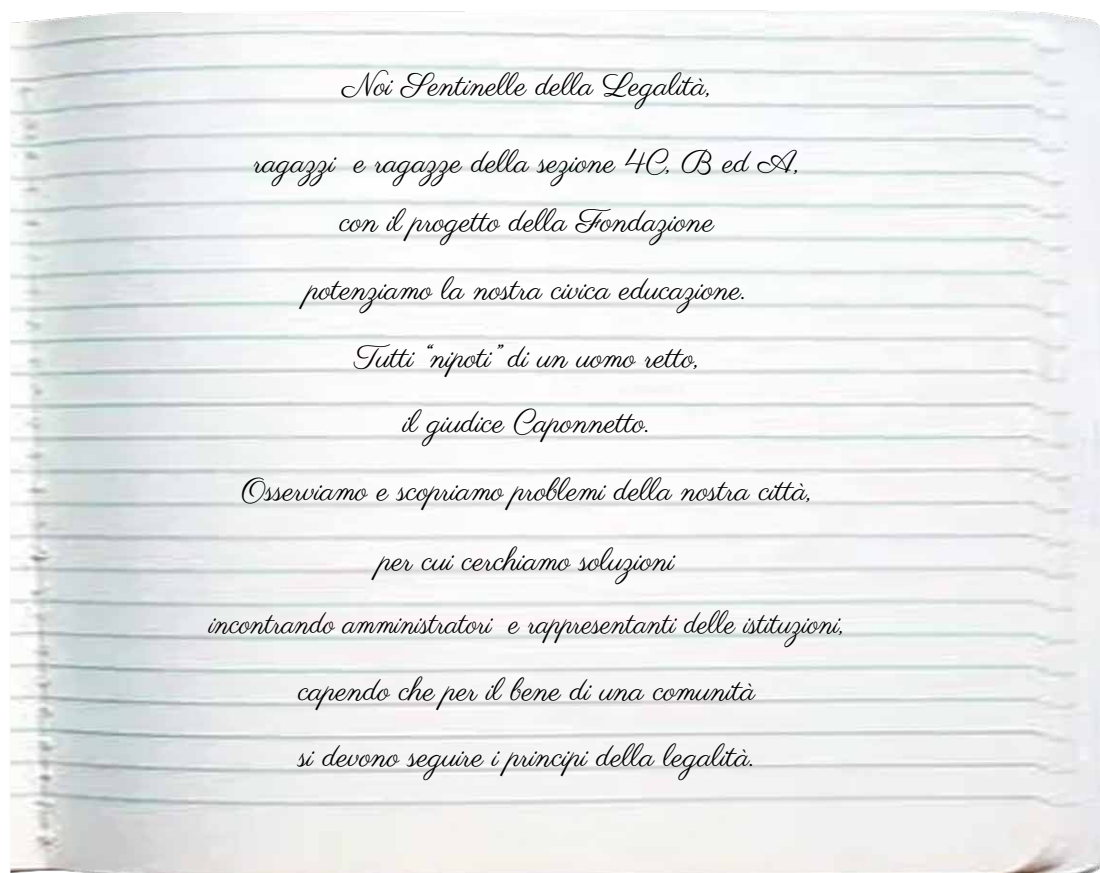 Noi Sentinelle della Legalità,
ragazzi e ragazze della sezione 4C, B ed A,
con il progetto della Fondazione
potenziamo la nostra civica educazione.
Tutti “nipoti” di un uomo retto,
il giudice Caponnetto.
Osserviamo e scopriamo problemi della nostra città,
per cui cerchiamo soluzioni
incontrando amministratori e rappresentanti delle istituzioni,
capendo che per il bene di una comunità
si devono seguire i principi della legalità.